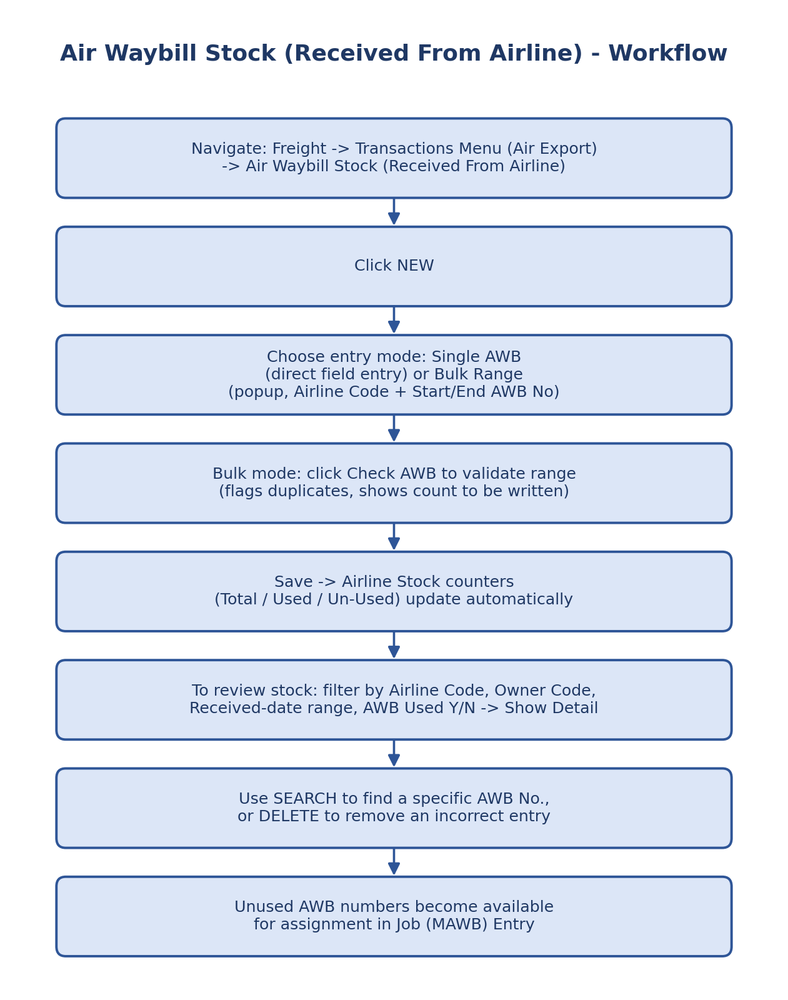 Air Waybill Stock (Received From Airline) - Workflow
Navigate: Freight -> Transactions Menu (Air Export)
-> Air Waybill Stock (Received From Airline)
Click NEW
Choose entry mode: Single AWB
(direct field entry) or Bulk Range
(popup, Airline Code + Start/End AWB No)
Bulk mode: click Check AWB to validate range
(flags duplicates, shows count to be written)
Save -> Airline Stock counters
(Total / Used / Un-Used) update automatically
To review stock: filter by Airline Code, Owner Code,
Received-date range, AWB Used Y/N -> Show Detail
Use SEARCH to find a specific AWB No.,
or DELETE to remove an incorrect entry
Unused AWB numbers become available
for assignment in Job (MAWB) Entry